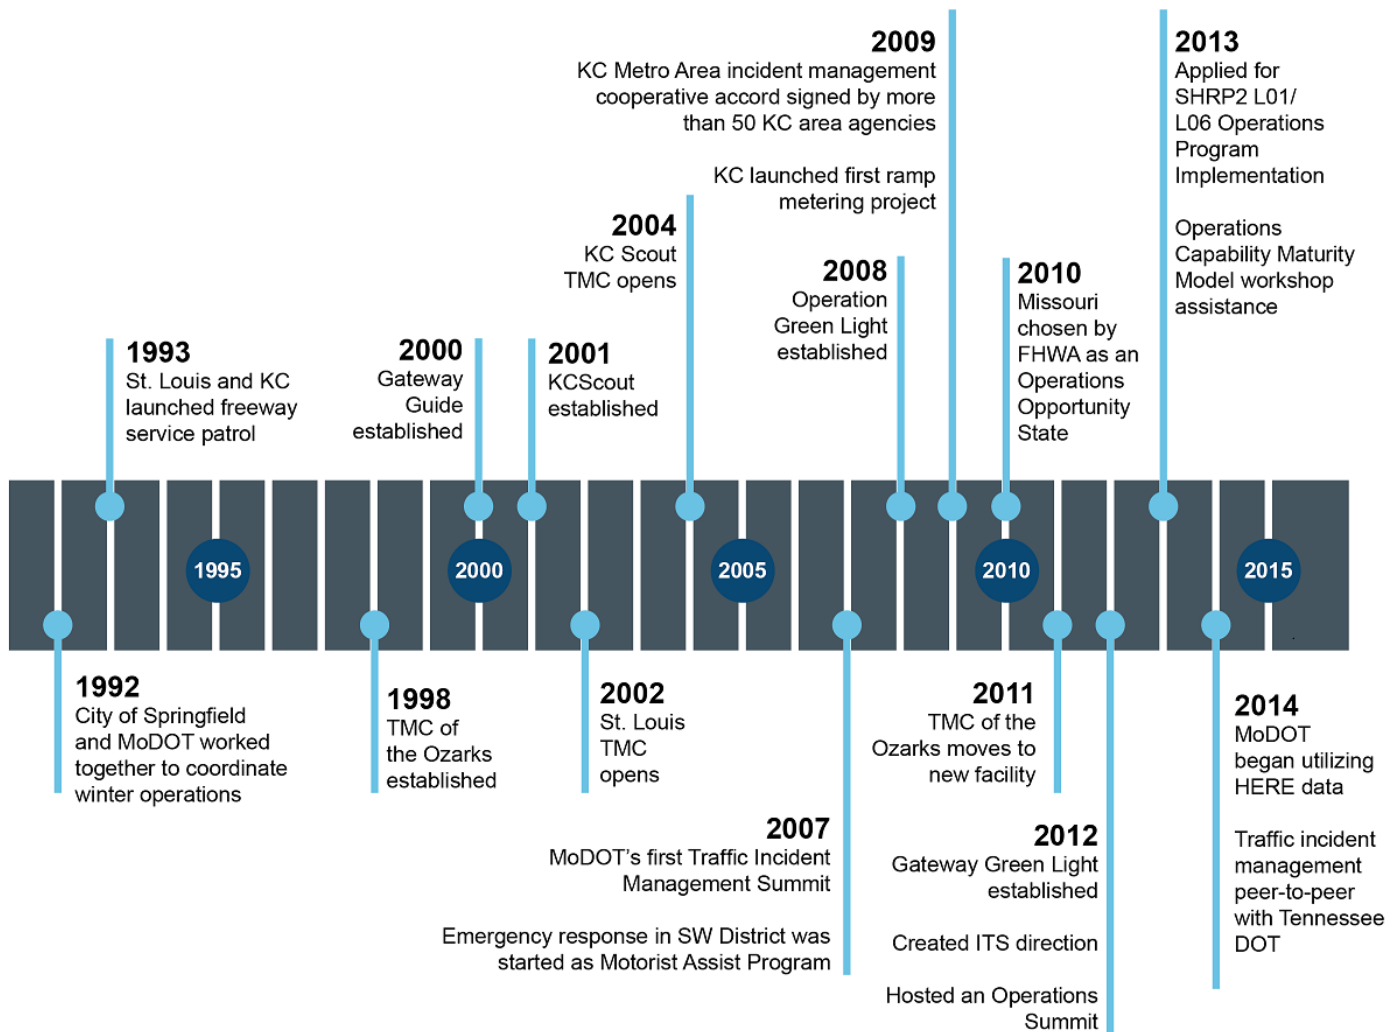 2009
KC Metro Area incident management
cooperative accord signed by more
than 50 KC area agencies
KC launched first ramp
metering project
2013
Applied for
SHRP2 L01/
L06 Operations
Program
Implementation
Operations
Capability Maturity
Model workshop
assistance
2004
KC Scout
TMC opens
2008
Operation
Green Light
established
2010
Missouri
chosen by
FHWA as an
Operations
Opportunity
State
1993
St. Louis and KC
launched freeway
service patrol
2000
Gateway
Guide
established
2001
KCScout
established
1995
2000
2005
2010
2015
1992
City of Springfield
and MoDOT worked
together to coordinate
winter operations
1998
TMC of
the Ozarks
established
2002
St. Louis
TMC
opens
2007
MoDOT's first Traffic Incident
Management Summit
Emergency response in SW District was
started as Motorist Assist Program
2011
TMC of the
Ozarks moves to
new facility
2012
Gateway Green Light
established
Created ITS direction
Hosted an Operations
Summit
2014
MoDOT
began utilizing
HERE data
Traffic incident
management
peer-to-peer
with Tennessee
DOT